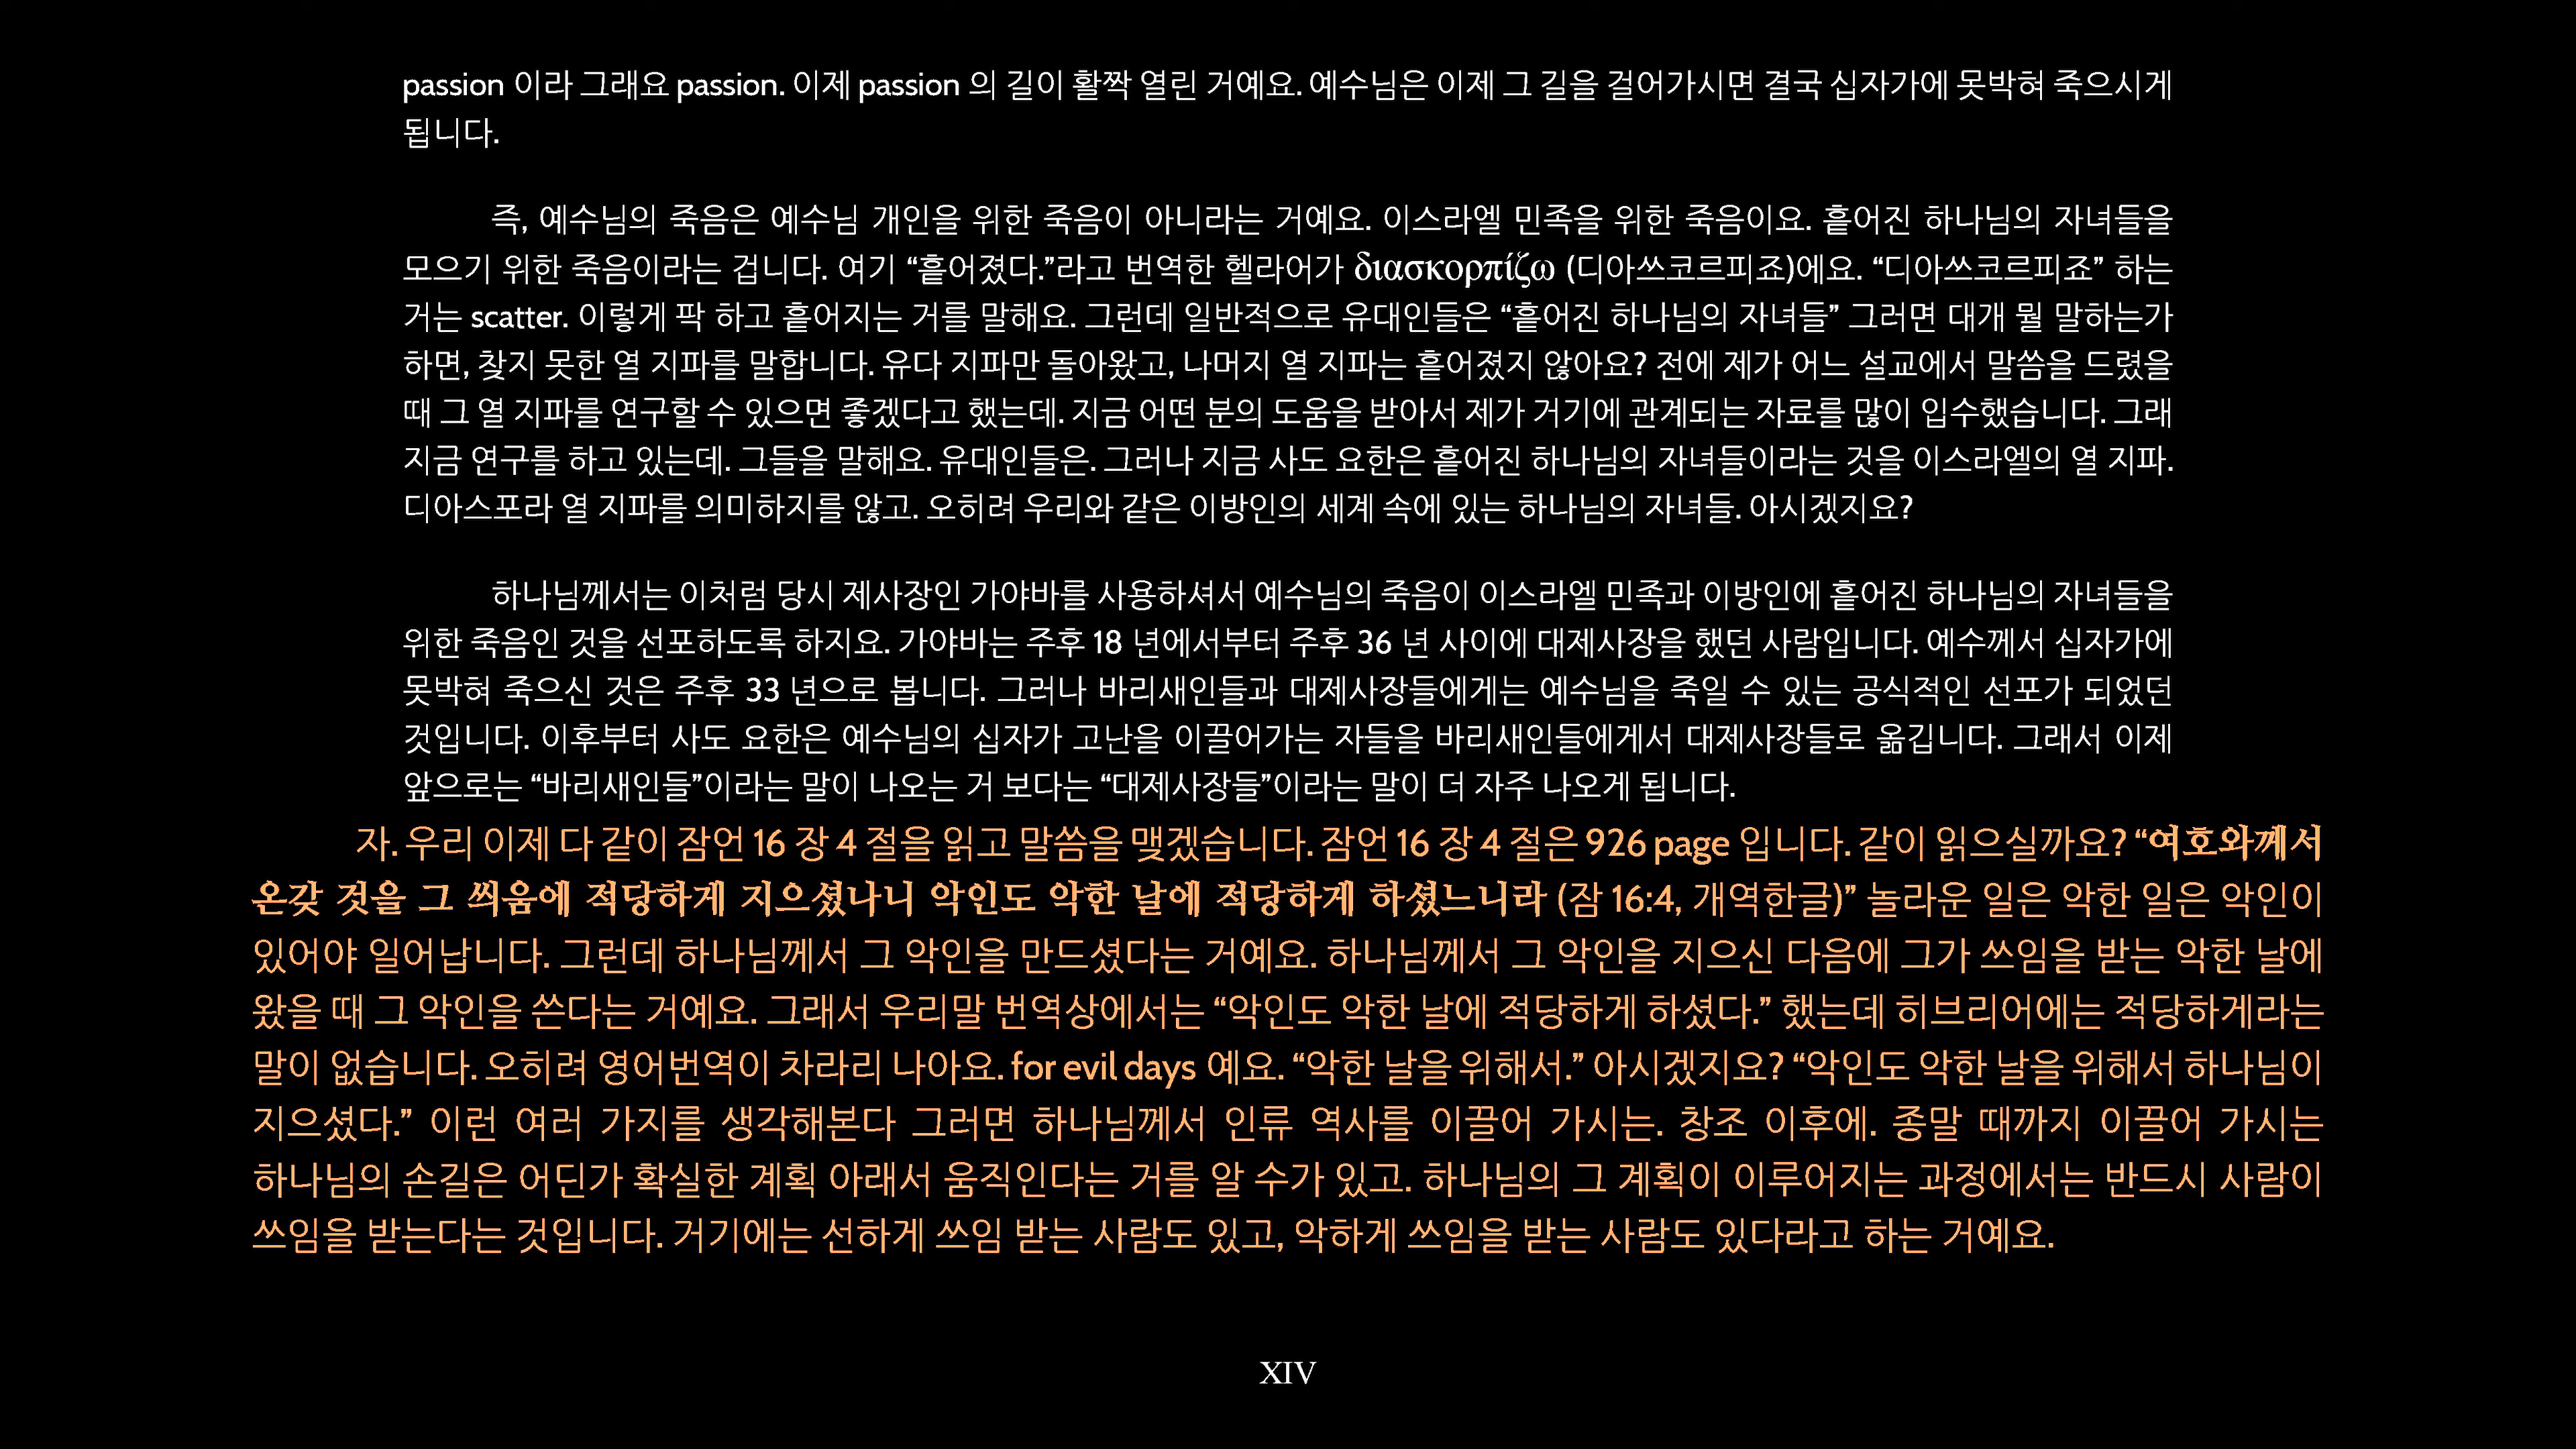 passion 이라 그래요 passion. 이제 passion 의 길이 활짝 열린 거예요. 예수님은 이제 그 길을 걸어가시면 결국 십자가에 못박혀 죽으시게
됩니다.
즉, 예수님의 죽음은 예수님 개인을 위한 죽음이 아니라는 거예요. 이스라엘 민족을 위한 죽음이요. 흩어진 하나님의 자녀들을
모으기 위한 죽음이라는 겁니다. 여기 “흩어졌다.”라고 번역한 헬라어가 διασκορπίζω (디아쓰코르피죠)에요. “디아쓰코르피죠” 하는
거는 scatter. 이렇게 팍 하고 흩어지는 거를 말해요. 그런데 일반적으로 유대인들은 “흩어진 하나님의 자녀들” 그러면 대개 뭘 말하는가
하면, 찾지 못한 열 지파를 말합니다. 유다 지파만 돌아왔고, 나머지 열 지파는 흩어졌지 않아요? 전에 제가 어느 설교에서 말씀을 드렸을
때 그 열 지파를 연구할 수 있으면 좋겠다고 했는데. 지금 어떤 분의 도움을 받아서 제가 거기에 관계되는 자료를 많이 입수했습니다. 그래
지금 연구를 하고 있는데. 그들을 말해요. 유대인들은. 그러나 지금 사도 요한은 흩어진 하나님의 자녀들이라는 것을 이스라엘의 열 지파.
디아스포라 열 지파를 의미하지를 않고. 오히려 우리와 같은 이방인의 세계 속에 있는 하나님의 자녀들. 아시겠지요?
하나님께서는 이처럼 당시 제사장인 가야바를 사용하셔서 예수님의 죽음이 이스라엘 민족과 이방인에 흩어진 하나님의 자녀들을
위한 죽음인 것을 선포하도록 하지요. 가야바는 주후 18 년에서부터 주후 36 년 사이에 대제사장을 했던 사람입니다. 예수께서 십자가에
못박혀 죽으신 것은 주후 33 년으로 봅니다. 그러나 바리새인들과 대제사장들에게는 예수님을 죽일 수 있는 공식적인 선포가 되었던
것입니다. 이후부터 사도 요한은 예수님의 십자가 고난을 이끌어가는 자들을 바리새인들에게서 대제사장들로 옮깁니다. 그래서 이제
앞으로는 “바리새인들”이라는 말이 나오는 거 보다는 “대제사장들”이라는 말이 더 자주 나오게 됩니다.
자. 우리 이제 다 같이 잠언 16 장 4 절을 읽고 말씀을 맺겠습니다. 잠언 16 장 4 절은 926 page 입니다. 같이 읽으실까요? “여호와께서
온갖 것을 그 씌움에 적당하게 지으셨나니 악인도 악한 날에 적당하게 하셨느니라 (잠 16:4, 개역한글)” 놀라운 일은 악한 일은 악인이
있어야 일어납니다. 그런데 하나님께서 그 악인을 만드셨다는 거예요. 하나님께서 그 악인을 지으신 다음에 그가 쓰임을 받는 악한 날에
왔을 때 그 악인을 쓴다는 거예요. 그래서 우리말 번역상에서는 “악인도 악한 날에 적당하게 하셨다.” 했는데 히브리어에는 적당하게라는
말이 없습니다. 오히려 영어번역이 차라리 나아요. for evil days 예요. “악한 날을 위해서.” 아시겠지요? “악인도 악한 날을 위해서 하나님이
지으셨다.” 이런 여러 가지를 생각해본다 그러면 하나님께서 인류 역사를 이끌어 가시는. 창조 이후에. 종말 때까지 이끌어 가시는
하나님의 손길은 어딘가 확실한 계획 아래서 움직인다는 거를 알 수가 있고. 하나님의 그 계획이 이루어지는 과정에서는 반드시 사람이
쓰임을 받는다는 것입니다. 거기에는 선하게 쓰임 받는 사람도 있고, 악하게 쓰임을 받는 사람도 있다라고 하는 거예요.
XIV